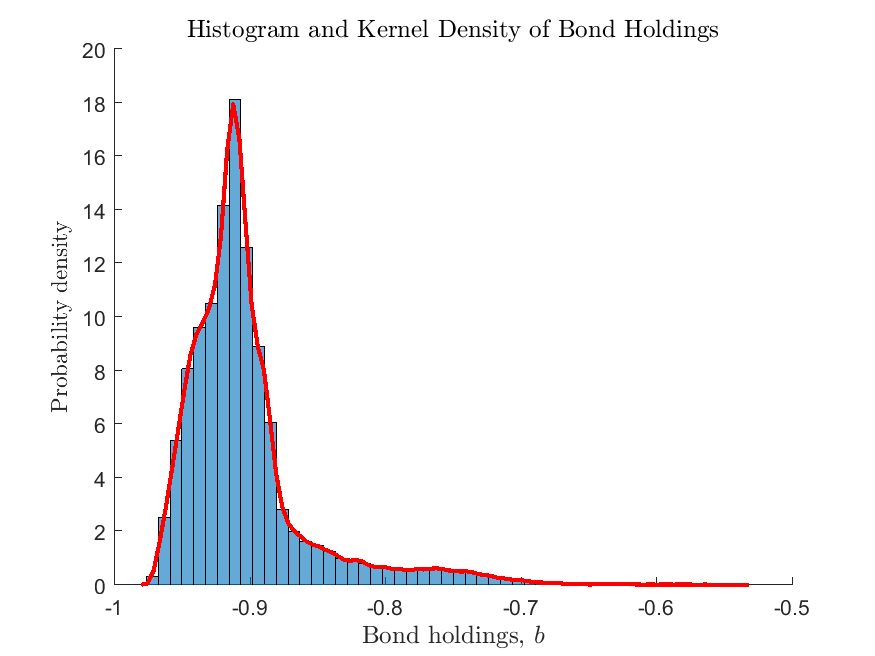 Histogram and Kernel Density of Bond Holdings
20
18
16
14
12
10
8
6
4
2
0
Probability density
-1 -0.9 -0.8 -0.7 -0.6 -0.5
Bond holdings, b